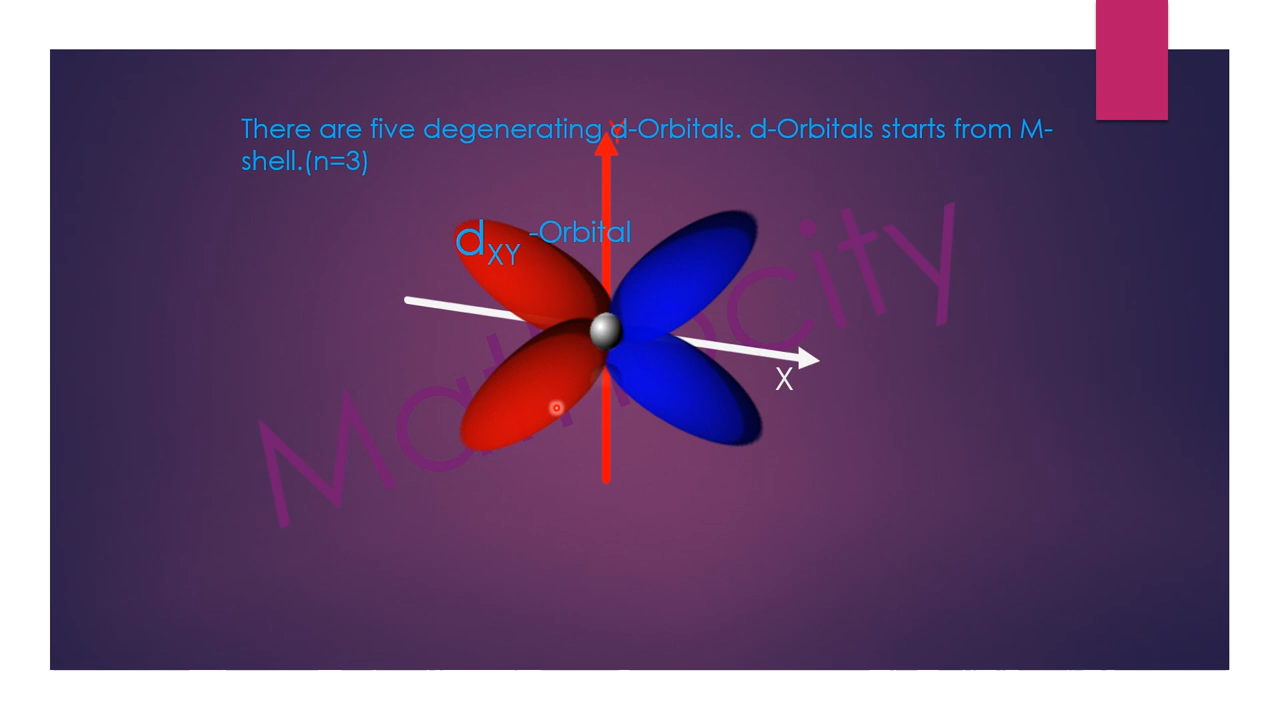 There are five degenerating d-Orbitals. d-Orbitals starts from M-
shell.(n=3)
Y
dXY -Orbital
X